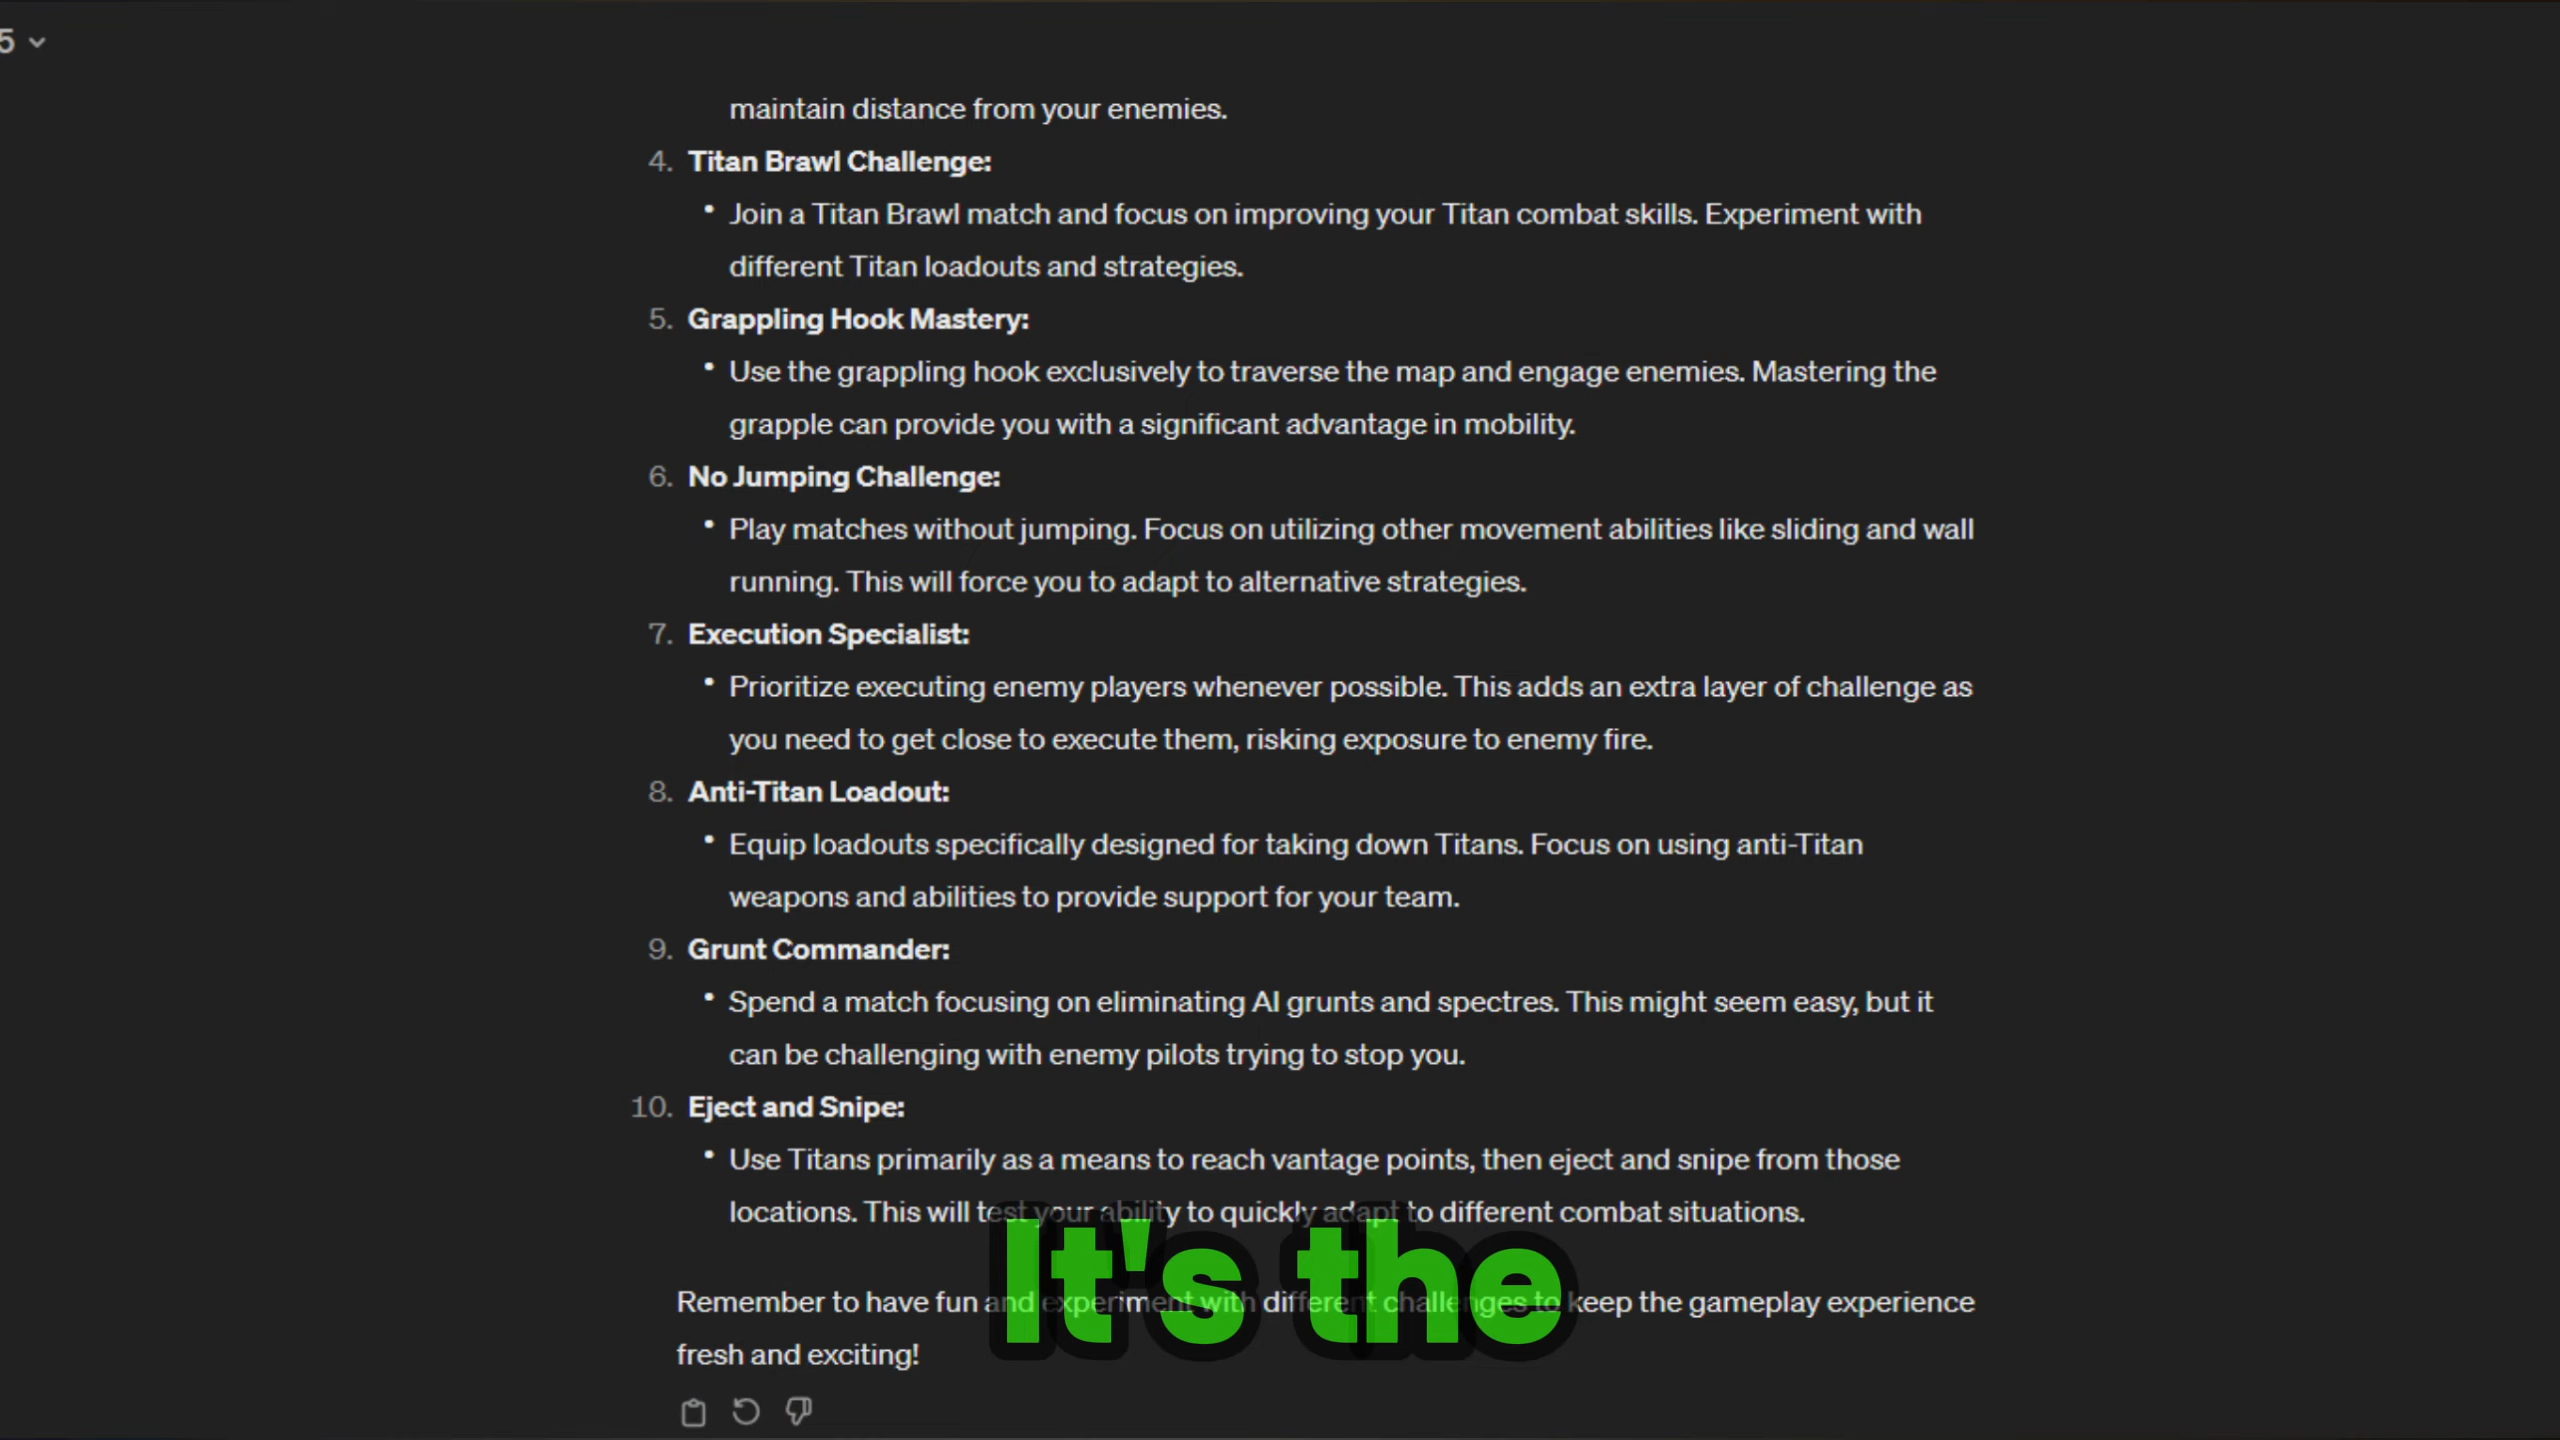 5
maintain distance from your enemies.
4. Titan Brawl Challenge:
• Join a Titan Brawl match and focus on improving your Titan combat skills. Experiment with
different Titan loadouts and strategies.
5. Grappling Hook Mastery:
• Use the grappling hook exclusively to traverse the map and engage enemies. Mastering the
grapple can provide you with a significant advantage in mobility.
6. No Jumping Challenge:
• Play matches without jumping. Focus on utilizing other movement abilities like sliding and wall
running. This will force you to adapt to alternative strategies.
7. Execution Specialist:
• Prioritize executing enemy players whenever possible. This adds an extra layer of challenge as
you need to get close to execute them, risking exposure to enemy fire.
8. Anti-Titan Loadout:
• Equip loadouts specifically designed for taking down Titans. Focus on using anti-Titan
weapons and abilities to provide support for your team.
9. Grunt Commander:
• Spend a match focusing on eliminating AI grunts and spectres. This might seem easy, but it
can be challenging with enemy pilots trying to stop you.
10. Eject and Snipe:
• Use Titans primarily as a means to reach vantage points, then eject and snipe from those
locations. This will test your ability to quickly adapt to different combat situations.
It's the
Remember to have fun and experiment with different challenges to keep the gameplay experience
fresh and exciting!